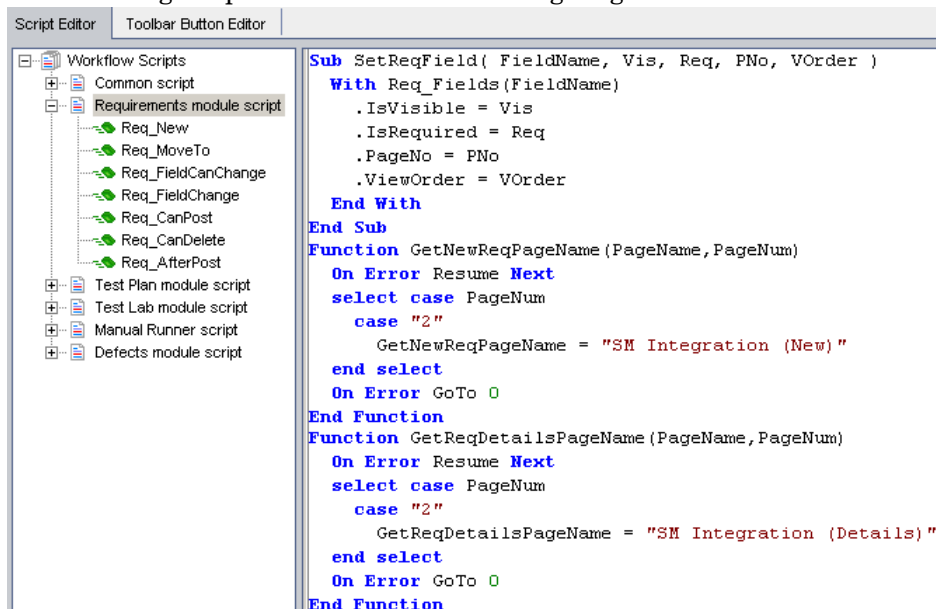 Script Editor
Toolbar Button Editor
Workflow Scripts
Common script
Requirements module script
Req_New
Req_MoveTo
Req_FieldCanChange
Req_FieldChange
Req_CanPost
Req_CanDelete
Req_AfterPost
Test Plan module script
Test Lab module script
Manual Runner script
Defects module script
Sub SetReqField( FieldName, Vis, Req, PNo, VOrder )
With Req_Fields(FieldName)
.IsVisible = Vis
.IsRequired = Req
.PageNo = PNo
.ViewOrder = VOrder
End With
End Sub
Function GetNewReqPageName(PageName,PageNum)
On Error Resume Next
select case PageNum
case "2"
GetNewReqPageName = "SM Integration (New)"
end select
On Error GoTo 0
End Function
Function GetReqDetailsPageName(PageName,PageNum)
On Error Resume Next
select case PageNum
case "2"
GetReqDetailsPageName = "SM Integration (Details)"
end select
On Error GoTo 0
End Function